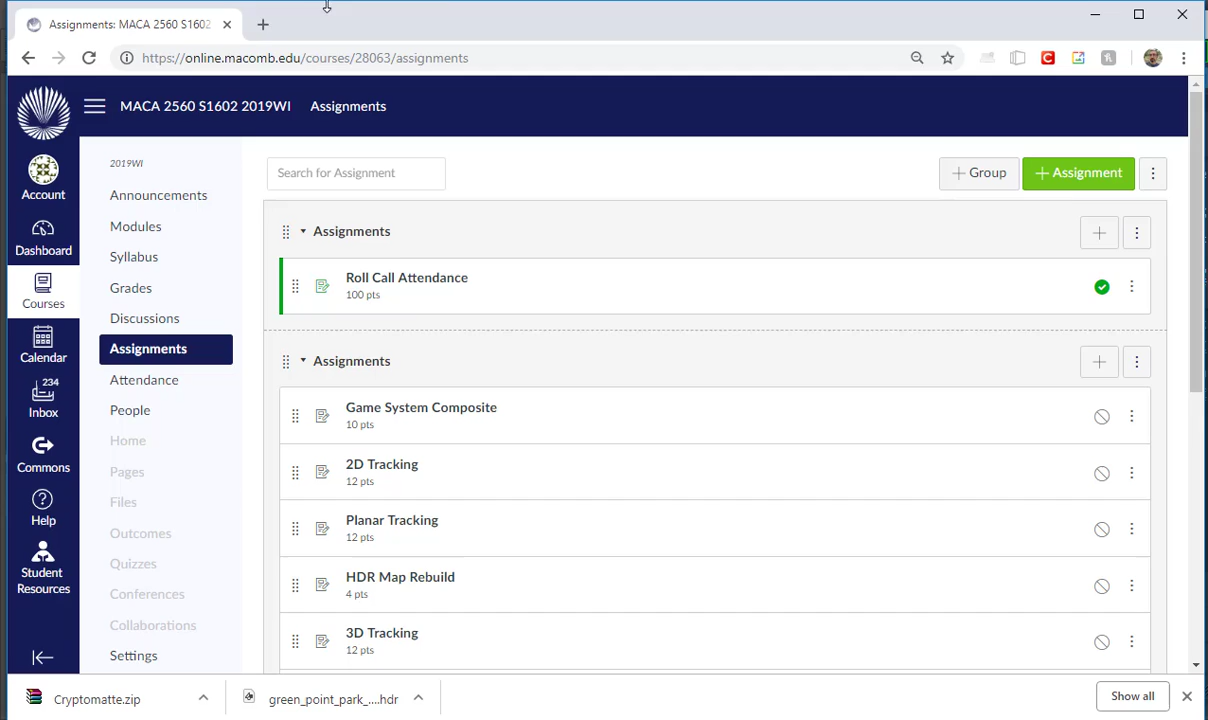 Assignments: MACA 2560 S1602
https://online.macomb.edu/courses/28063/assignments
MACA 2560 S1602 2019WI Assignments
Account
Dashboard
Courses
Calendar
234
Inbox
Commons
Help
Student
Resources
2019WI
Announcements
Modules
Syllabus
Grades
Discussions
Assignments
Attendance
People
Home
Pages
Files
Outcomes
Quizzes
Conferences
Collaborations
Settings
Search for Assignment
+ Group
+ Assignment
Assignments
Roll Call Attendance
100 pts
Assignments
Game System Composite
10 pts
2D Tracking
12 pts
Planar Tracking
12 pts
HDR Map Rebuild
4 pts
3D Tracking
12 pts
Cryptomatte.zip
green_point_park_....hdr
Show all